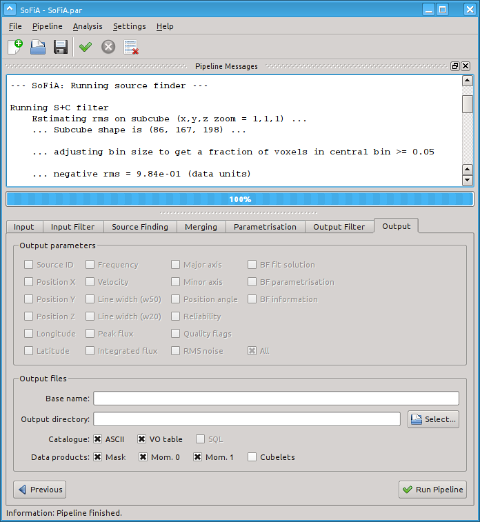 SoFiA - SoFiA.par
File Pipeline Analysis Settings Help
Pipeline Messages
--- SoFiA: Running source finder ---
Running S+C filter
Estimating rms on subcube (x,y,z zoom = 1,1,1) ...
... Subcube shape is (86, 167, 198) ...
... adjusting bin size to get a fraction of voxels in central bin >= 0.05
... negative rms = 9.84e-01 (data units)
100%
Input Input Filter Source Finding Merging Parametrisation Output Filter Output
Output parameters
Source ID Frequency Major axis BF fit solution
Position X Velocity Minor axis BF parametrisation
Position Y Line width (w50) Position angle BF information
Position Z Line width (w20) Reliability
Longitude Peak flux Quality flags
Latitude Integrated flux RMS noise All
Output files
Base name:
Output directory: Select...
Catalogue: ASCII VO table SQL
Data products: Mask Mom. 0 Mom. 1 Cubelets
Previous Run Pipeline
Information: Pipeline finished.